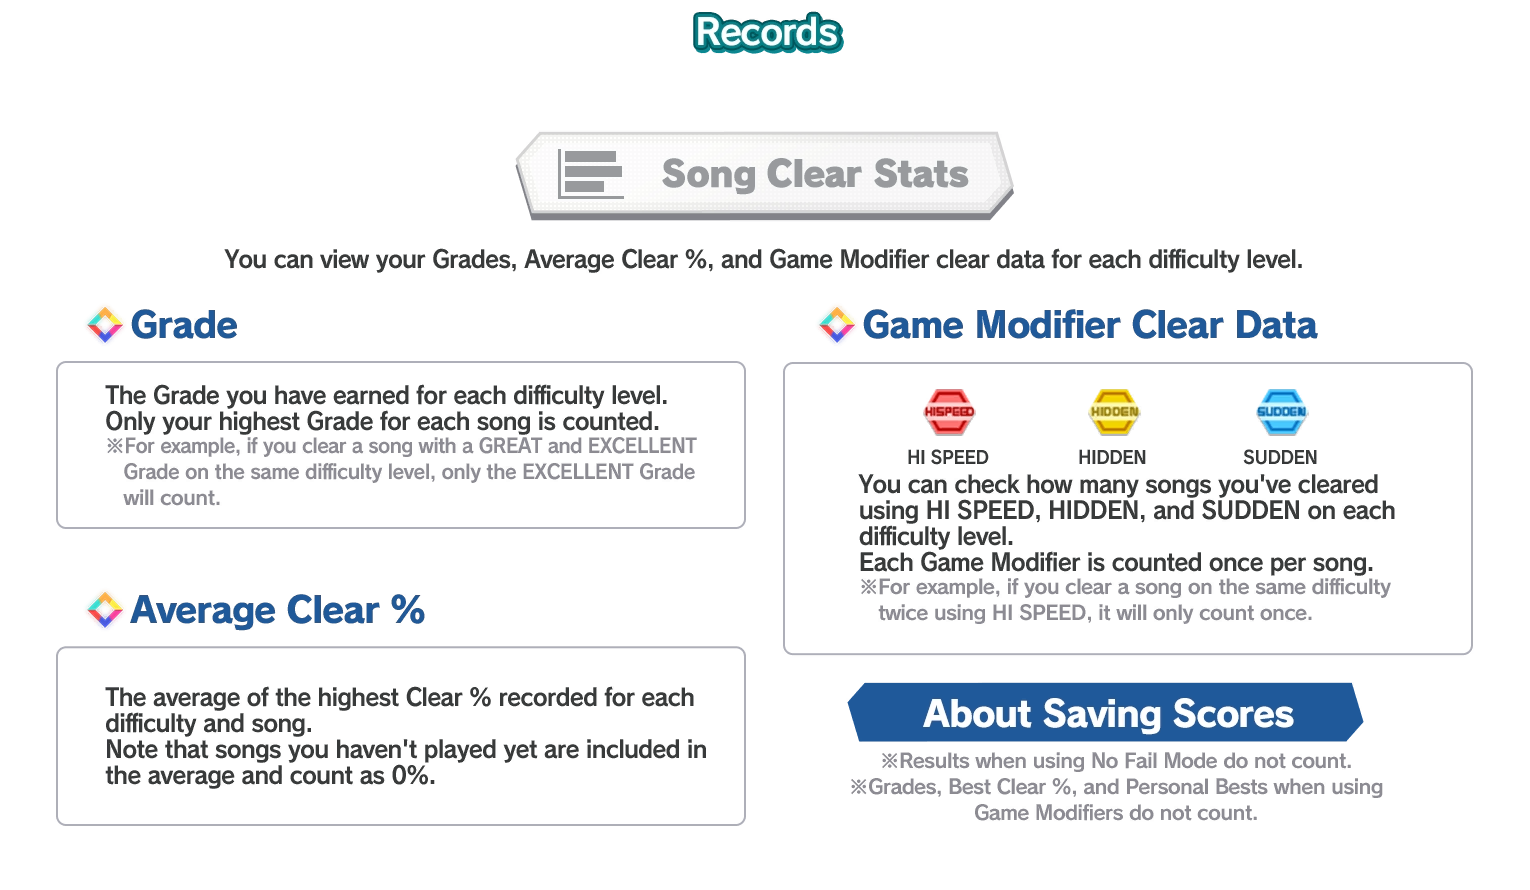 Records
Song Clear Stats
You can view your Grades, Average Clear %, and Game Modifier clear data for each difficulty level.
Grade
The Grade you have earned for each difficulty level.
Only your highest Grade for each song is counted.
※For example, if you clear a song with a GREAT and EXCELLENT
Grade on the same difficulty level, only the EXCELLENT Grade
will count.
Average Clear %
The average of the highest Clear % recorded for each
difficulty and song.
Note that songs you haven't played yet are included in
the average and count as 0%.
Game Modifier Clear Data
HISPEED HIDDEN SUDDEN
HI SPEED HIDDEN SUDDEN
You can check how many songs you've cleared
using HI SPEED, HIDDEN, and SUDDEN on each
difficulty level.
Each Game Modifier is counted once per song.
※For example, if you clear a song on the same difficulty
twice using HI SPEED, it will only count once.
About Saving Scores
※Results when using No Fail Mode do not count.
※Grades, Best Clear %, and Personal Bests when using
Game Modifiers do not count.